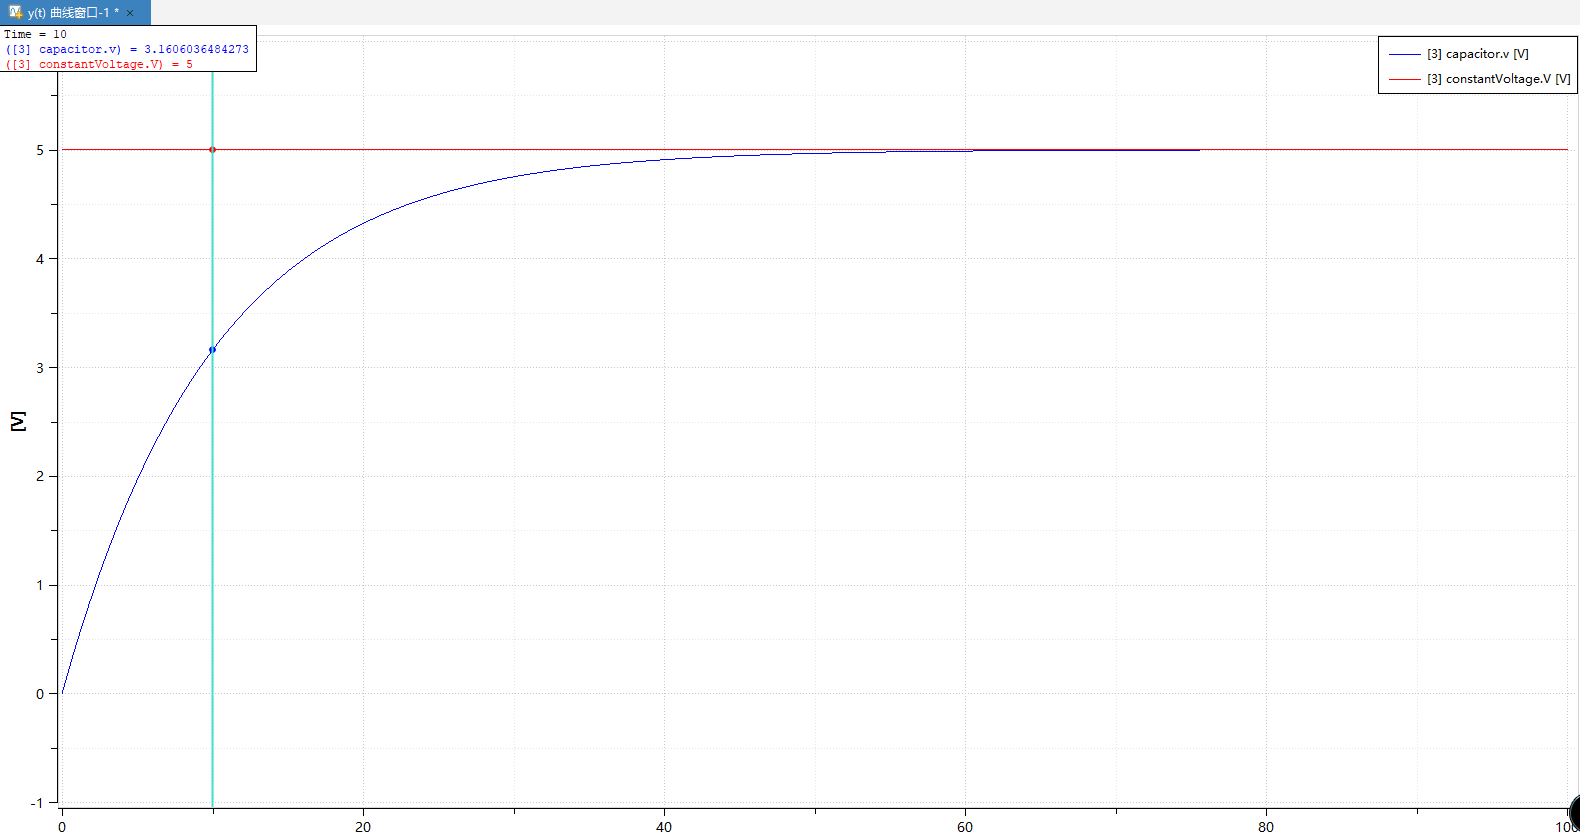 y(t) 曲线窗口-1 * ×
Time = 10
([3] capacitor.v) = 3.1606036484273
([3] constantVoltage.V) = 5
[3] capacitor.v [V]
[3] constantVoltage.V [V]
5
4
3
[V]
2
1
0
-1
0 20 40 60 80 100